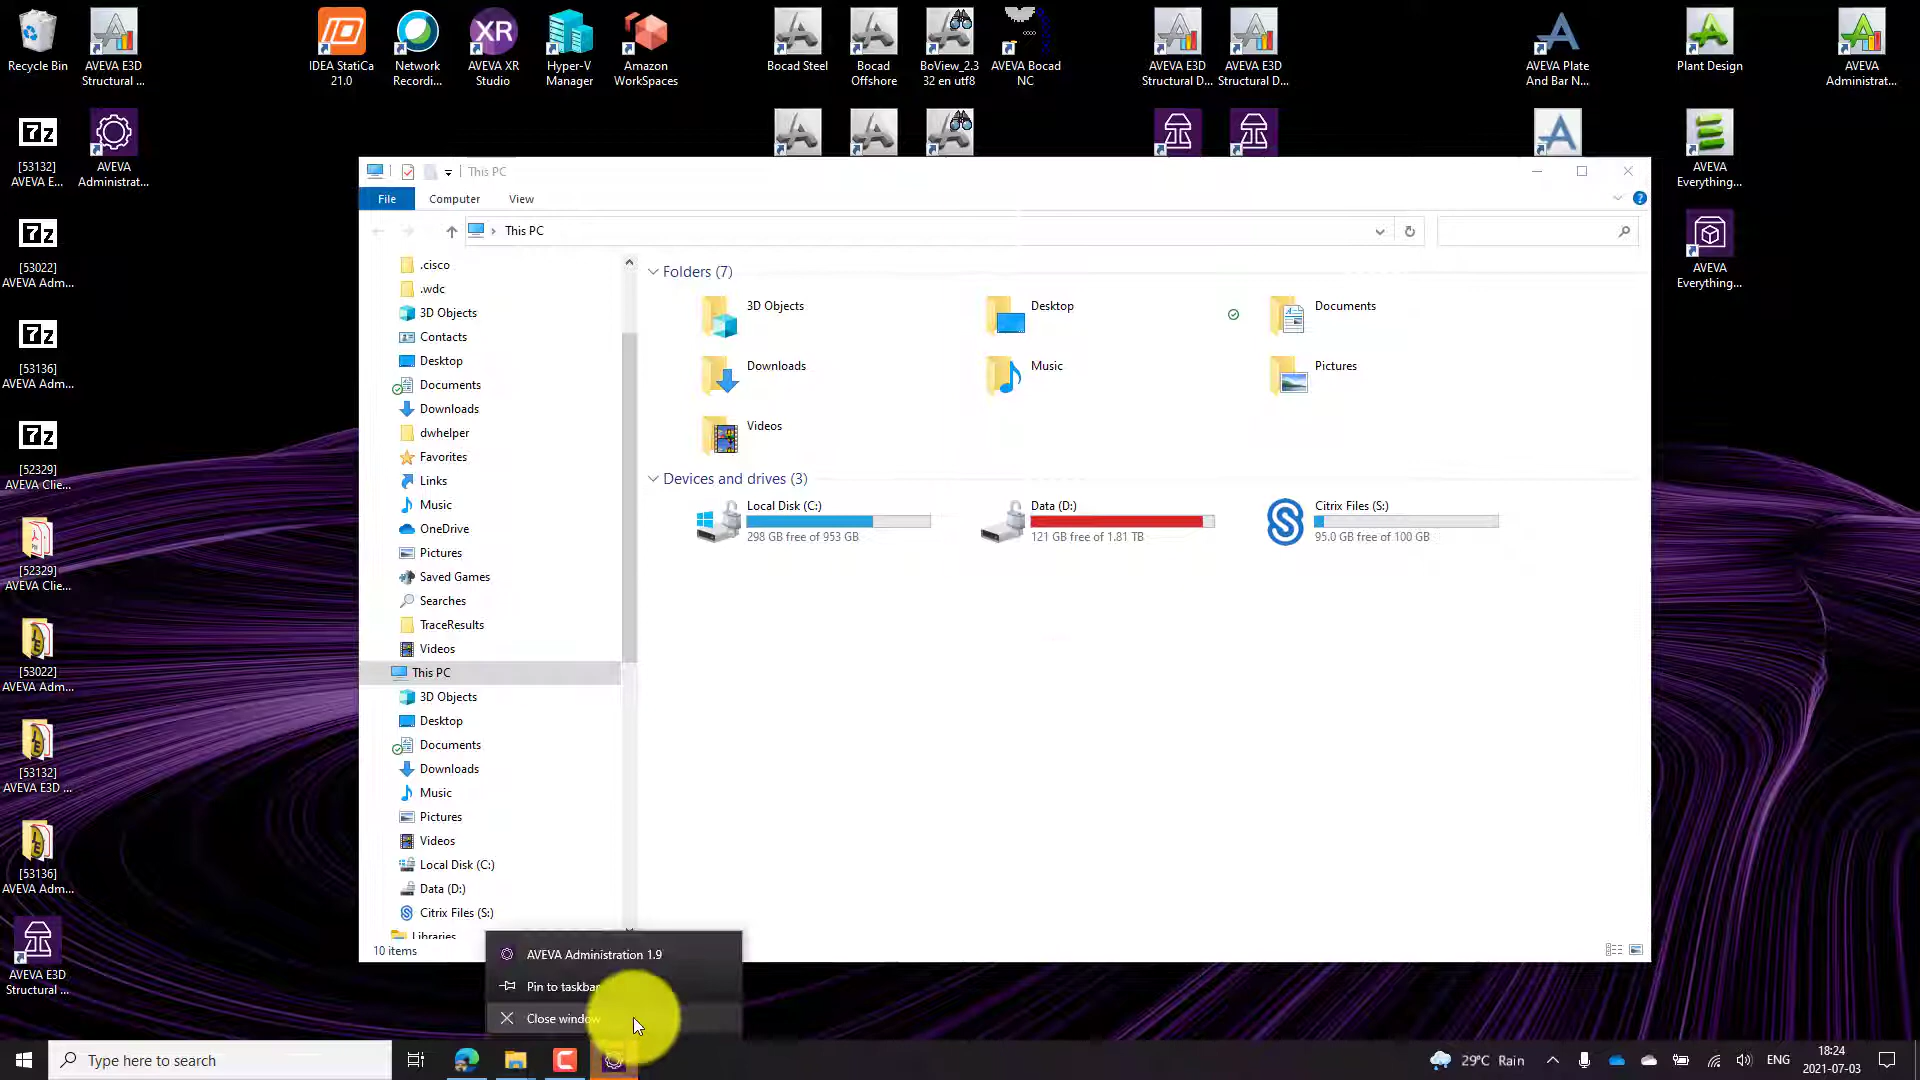 Recycle Bin
AVEVA E3D
Structural ...
IDEA StatiCa
21.0
Network
Recordi...
AVEVA XR
Studio
Hyper-V
Manager
Amazon
WorkSpaces
Bocad Steel
Bocad
Offshore
BoView_2.3
32 en utf8
AVEVA Bocad
NC
AVEVA E3D
Structural D...
AVEVA E3D
Structural D...
AVEVA Plate
And Bar N...
Plant Design
AVEVA
Administrat...
[53132]
AVEVA E...
AVEVA
Administrat...
AVEVA
Everything...
[53022]
AVEVA Adm...
AVEVA
Everything...
[53136]
AVEVA Adm...
[52329]
AVEVA Clie...
[52329]
AVEVA Clie...
[53022]
AVEVA Adm...
[53132]
AVEVA E3D ...
[53136]
AVEVA Adm...
AVEVA E3D
Structural ...
This PC
File
Computer
View
This PC
.cisco
.wdc
3D Objects
Contacts
Desktop
Documents
Downloads
dwhelper
Favorites
Links
Music
OneDrive
Pictures
Saved Games
Searches
TraceResults
Videos
This PC
3D Objects
Desktop
Documents
Downloads
Music
Pictures
Videos
Local Disk (C:)
Data (D:)
Citrix Files (S:)
Libraries
10 items
Folders (7)
3D Objects
Desktop
Documents
Downloads
Music
Pictures
Videos
Devices and drives (3)
Local Disk (C:)
298 GB free of 953 GB
Data (D:)
121 GB free of 1.81 TB
Citrix Files (S:)
95.0 GB free of 100 GB
AVEVA Administration 1.9
Pin to taskbar
Close window
Type here to search
29°C Rain
ENG
18:24
2021-07-03